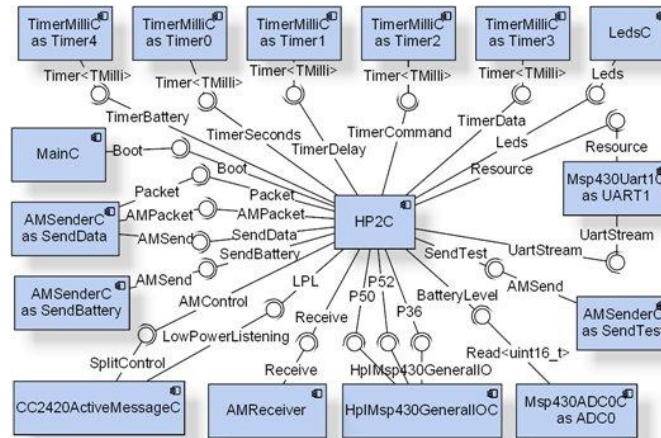 TimerMilliC
as Timer4
TimerMilliC
as Timer0
TimerMilliC
as Timer1
TimerMilliC
as Timer2
TimerMilliC
as Timer3
LedsC
Timer<TMilli>
Timer<TMilli>
Timer<TMilli>
Timer<TMilli>
Timer<TMilli>
Leds
TimerBattery
TimerSeconds
TimerDelay
TimerCommand
TimerData
Leds
Resource
Resource
MainC
Boot
Boot
Msp430Uart1C
as UART1
Packet
Packet
AMSenderC
as SendData
AMPacket
AMPacket
HP2C
AMSend
SendData
UartStream
UartStream
SendBattery
SendTest
AMSenderC
as SendBattery
AMSend
AMControl
LPL
P50
P52
P36
BatteryLevel
AMSend
AMSenderC
as SendTest
Receive
LowPowerListening
SplitControl
Receive
HplMsp430GeneralIO
Read<uint16_t>
CC2420ActiveMessageC
AMReceiver
HplMsp430GeneralIOC
Msp430ADC0C
as ADC0